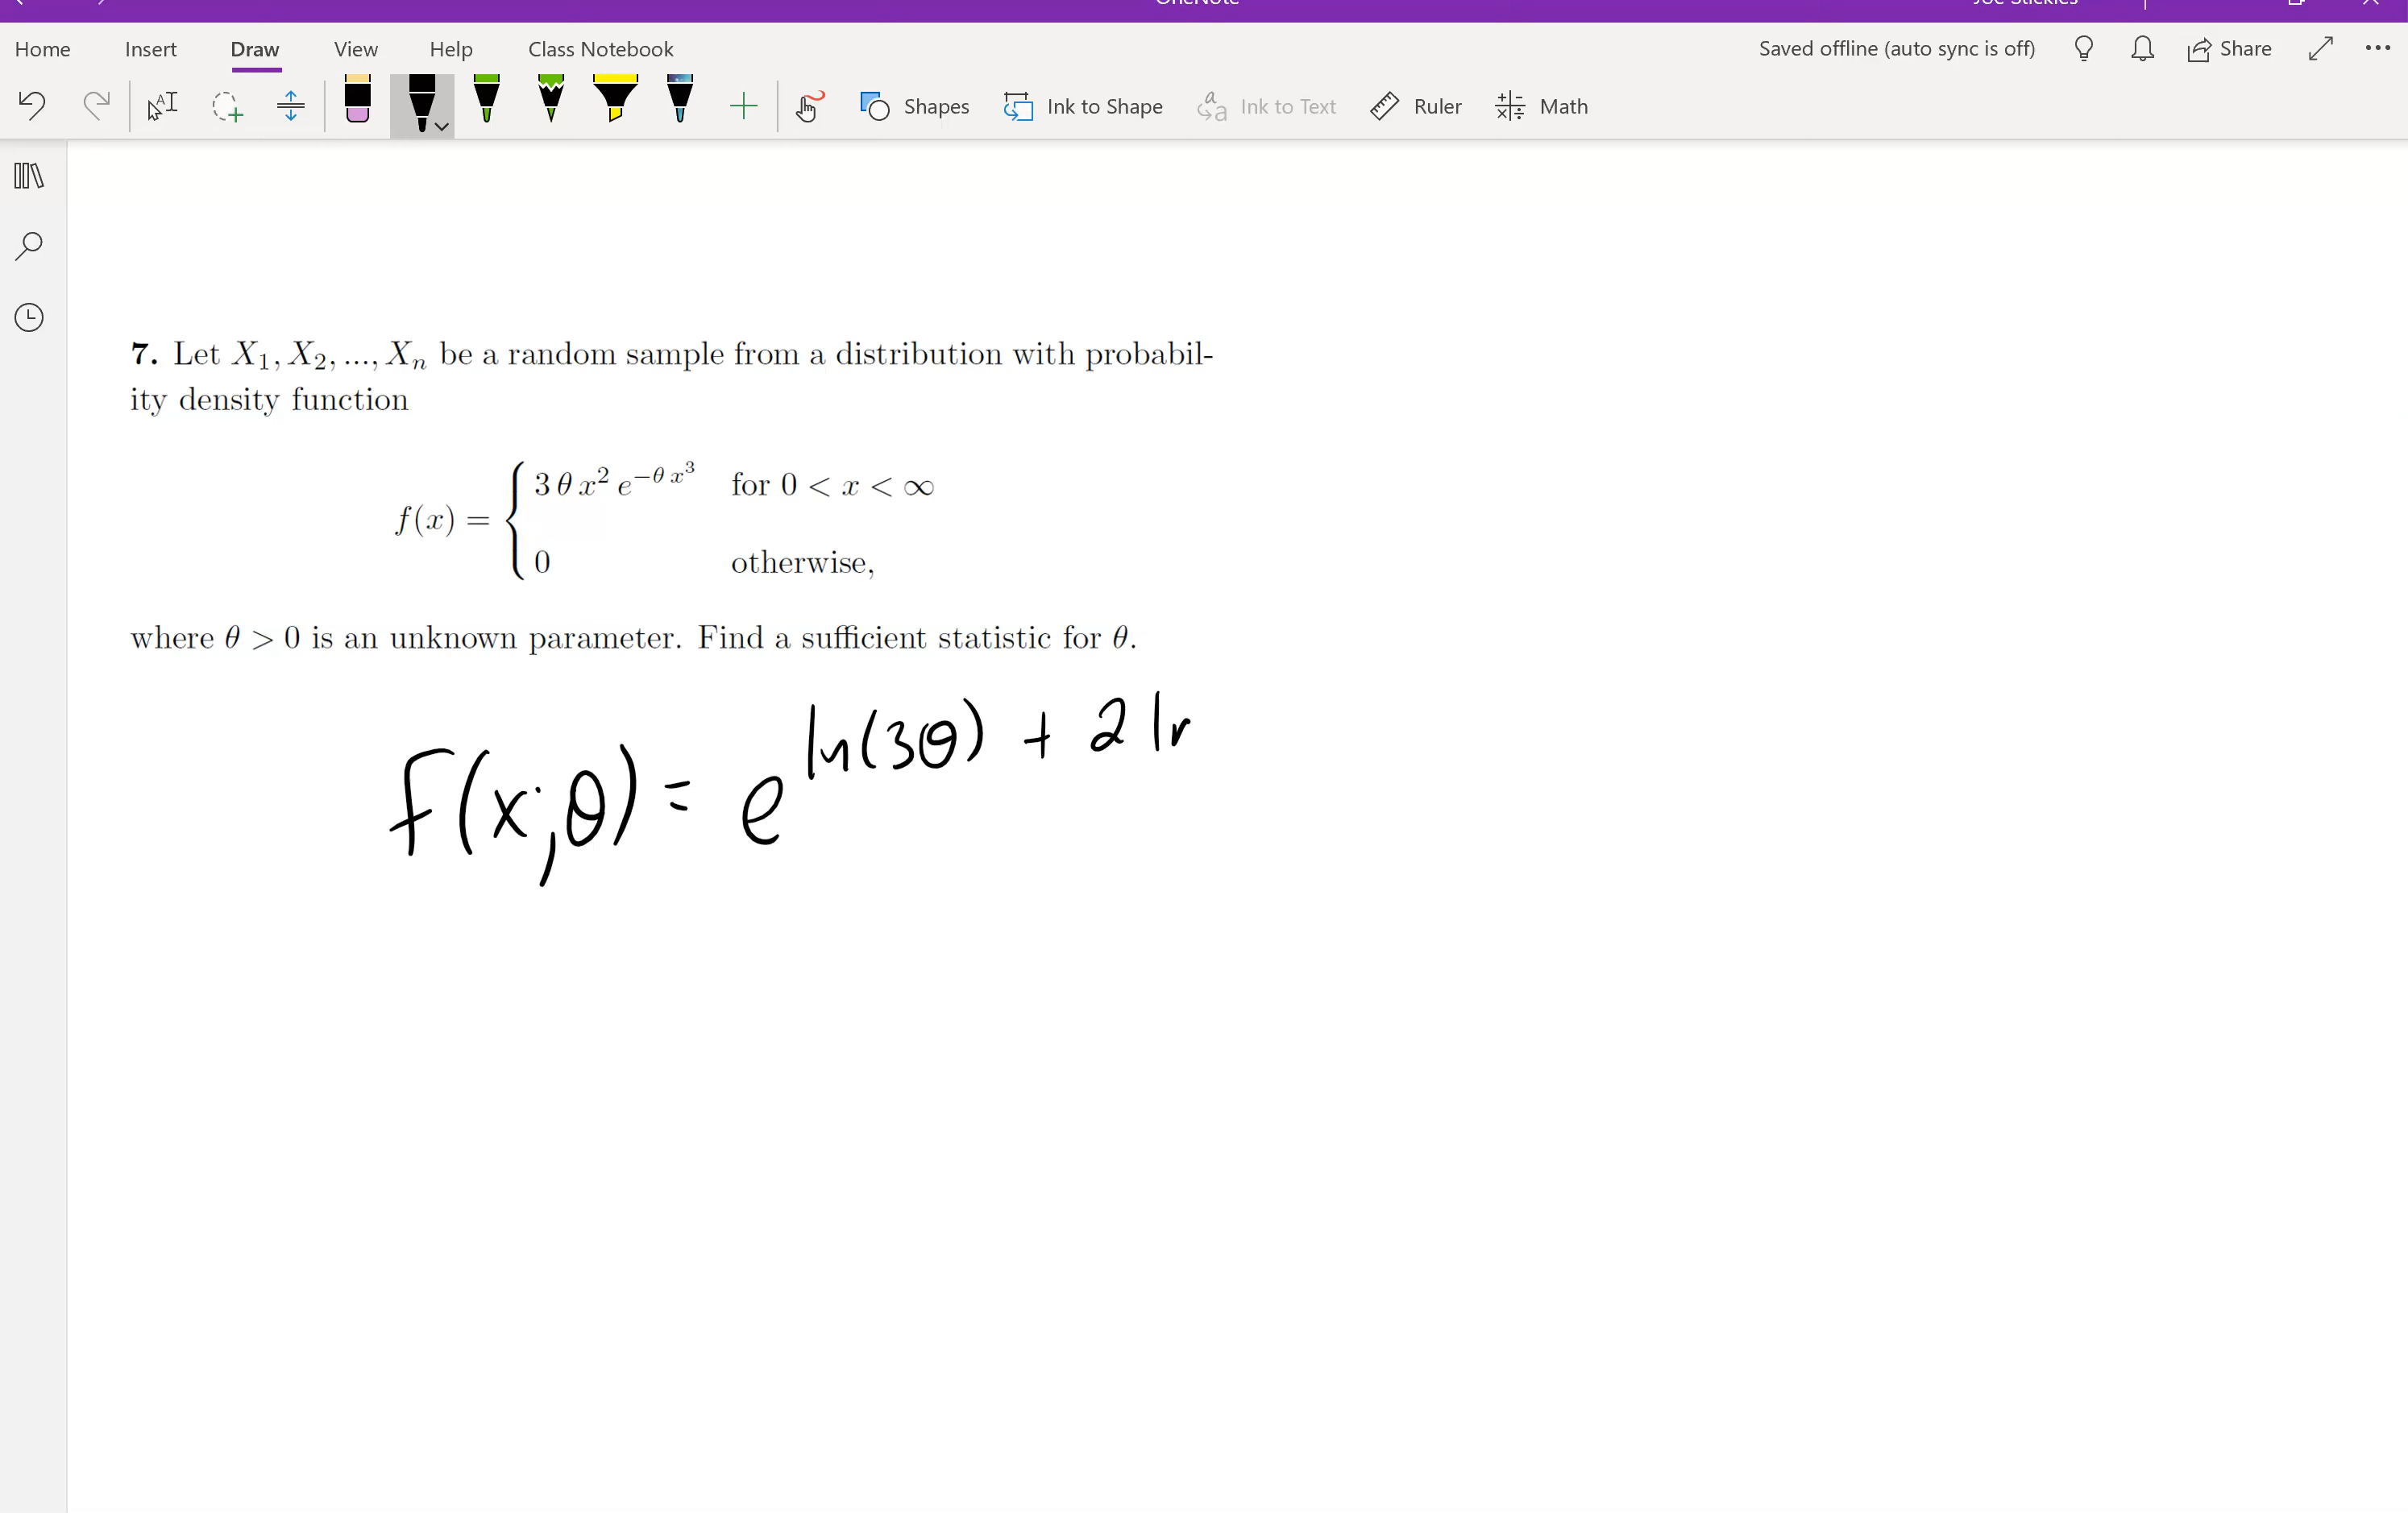 Home Insert Draw View Help Class Notebook Saved offline (auto sync is off) Share
Shapes Ink to Shape Ink to Text Ruler Math
7. Let X₁, X₂, ..., Xₙ be a random sample from a distribution with probabil-
ity density function
f(x) = { 3 θ x² e^{−θ x³} for 0 < x < ∞
0 otherwise,
where θ > 0 is an unknown parameter. Find a sufficient statistic for θ.
f(x;θ) = e^{ln(3θ) + 2 l